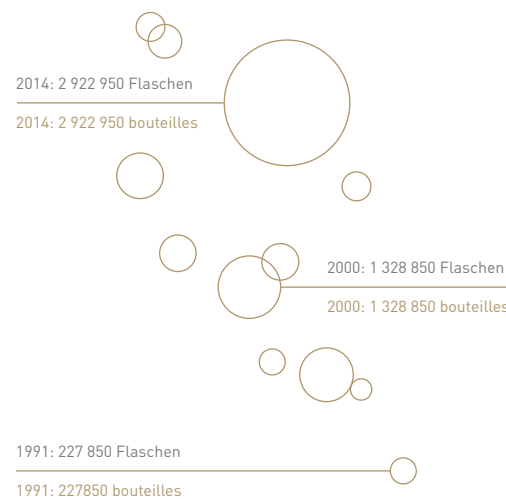 2014: 2 922 950 Flaschen
2014: 2 922 950 bouteilles
2000: 1 328 850 Flaschen
2000: 1 328 850 bouteilles
1991: 227 850 Flaschen
1991: 227850 bouteilles